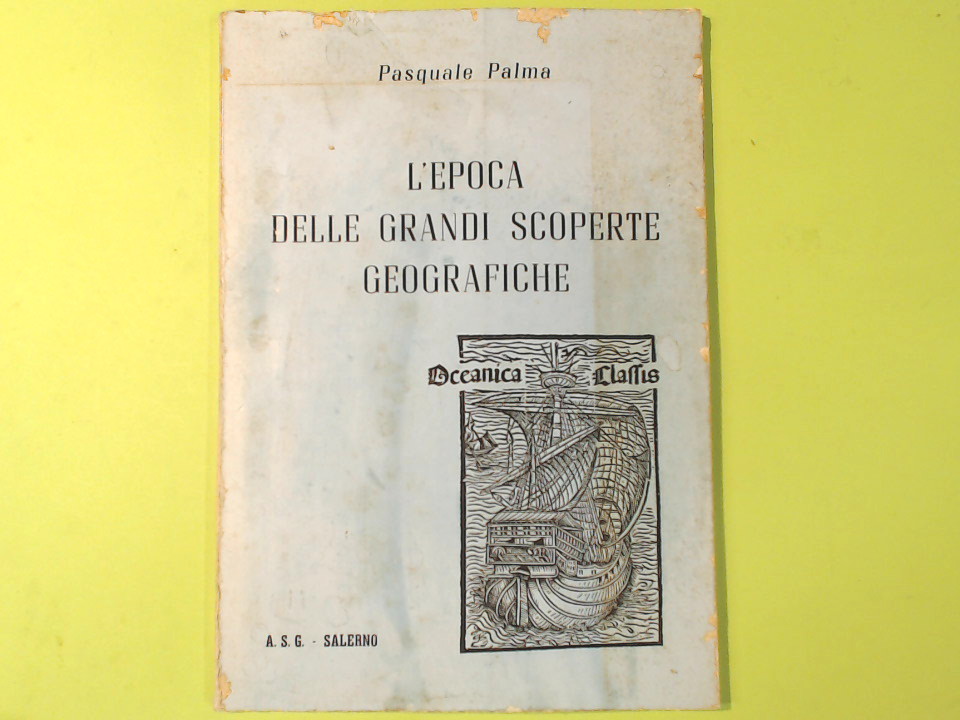 Pasquale Palma
L'EPOCA
DELLE GRANDI SCOPERTE
GEOGRAFICHE
Oceanica Claſſis
A. S. G. - SALERNO